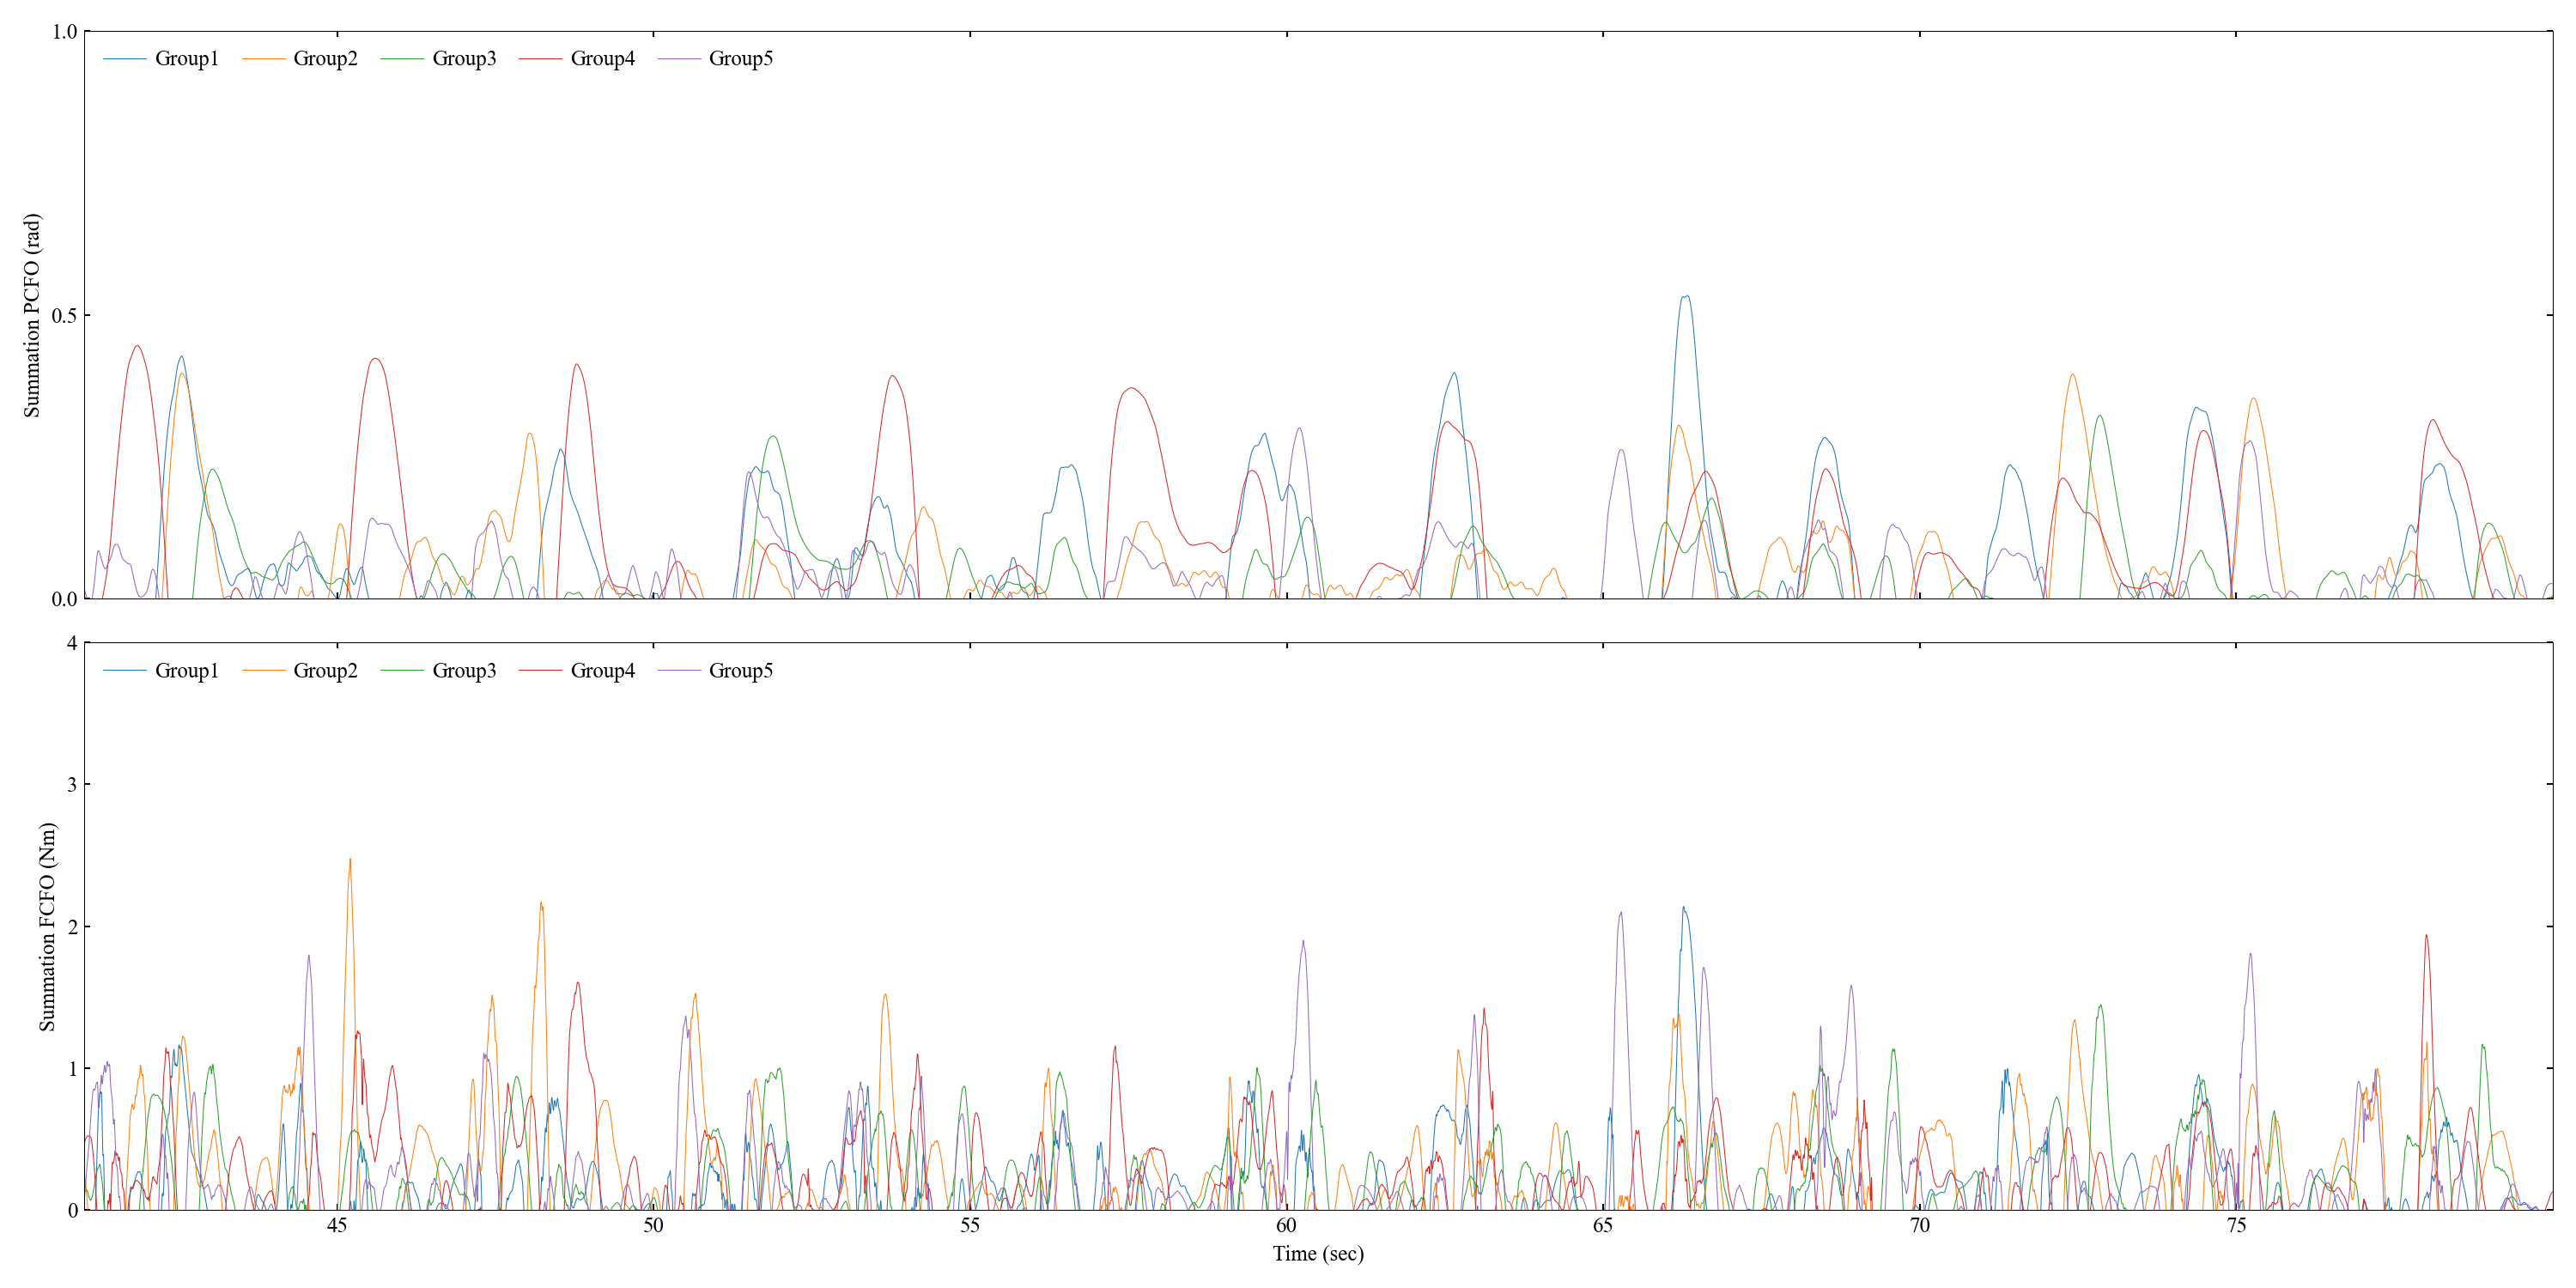 1.0
Group1 Group2 Group3 Group4 Group5
0.5
0.0
Summation PCFO (rad)
4
Group1 Group2 Group3 Group4 Group5
3
2
1
0
Summation FCFO (Nm)
45 50 55 60 65 70 75
Time (sec)